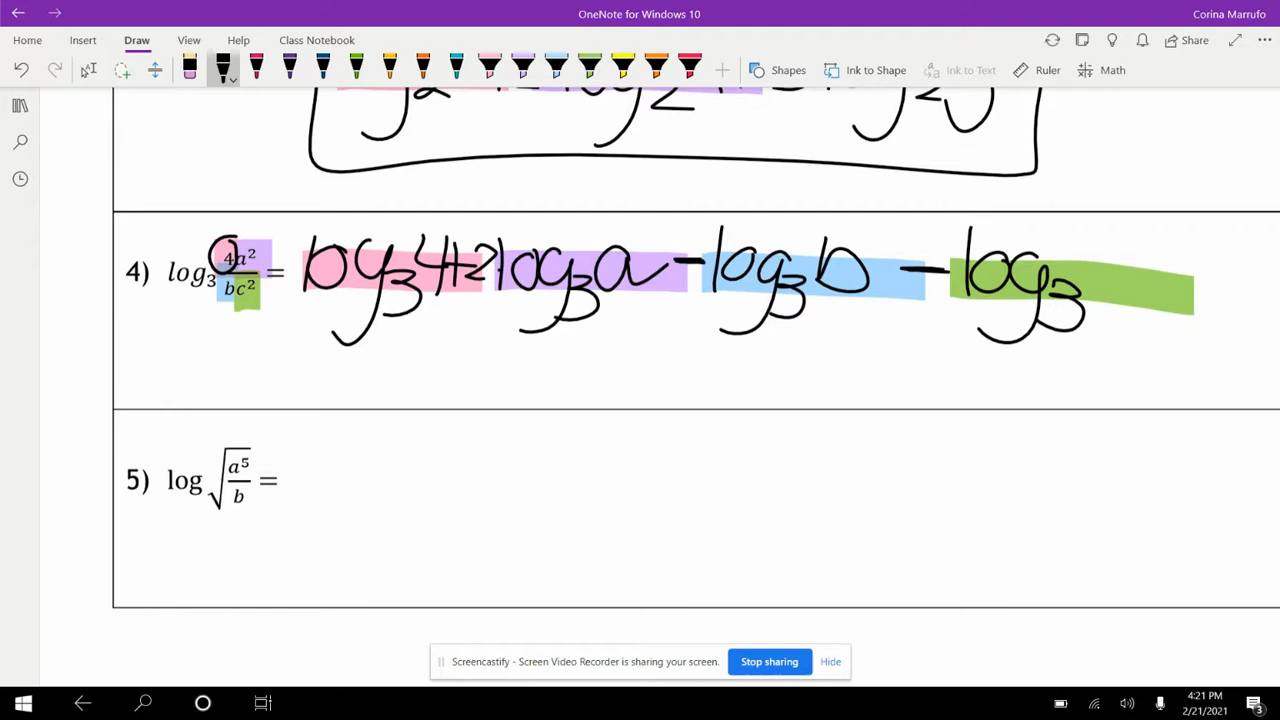 OneNote for Windows 10
Corina Marrufo
Home Insert Draw View Help Class Notebook Share
Shapes Ink to Shape Ink to Text Ruler Math
4) log₃ 4a²/bc² = log₃4+2log₃a - log₃b - log₃
5) log √(a⁵/b) =
Screencastify - Screen Video Recorder is sharing your screen. Stop sharing Hide
4:21 PM
2/21/2021
3